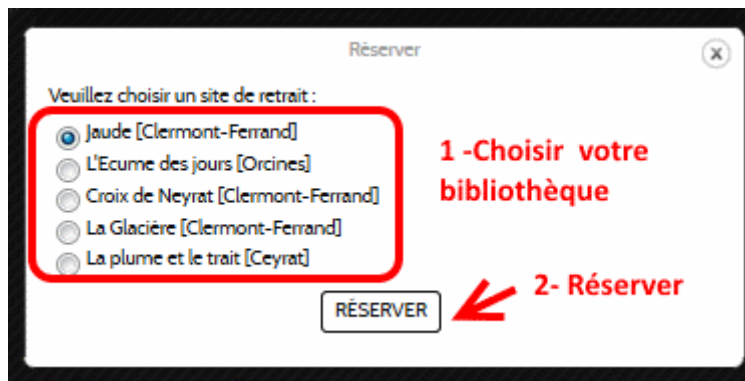 Réserver
x
Veuillez choisir un site de retrait :
Jaude [Clermont-Ferrand]
L'Ecume des jours [Orcines]
Croix de Neyrat [Clermont-Ferrand]
La Glacière [Clermont-Ferrand]
La plume et le trait [Ceyrat]
1 -Choisir votre
bibliothèque
2- Réserver
RÉSERVER